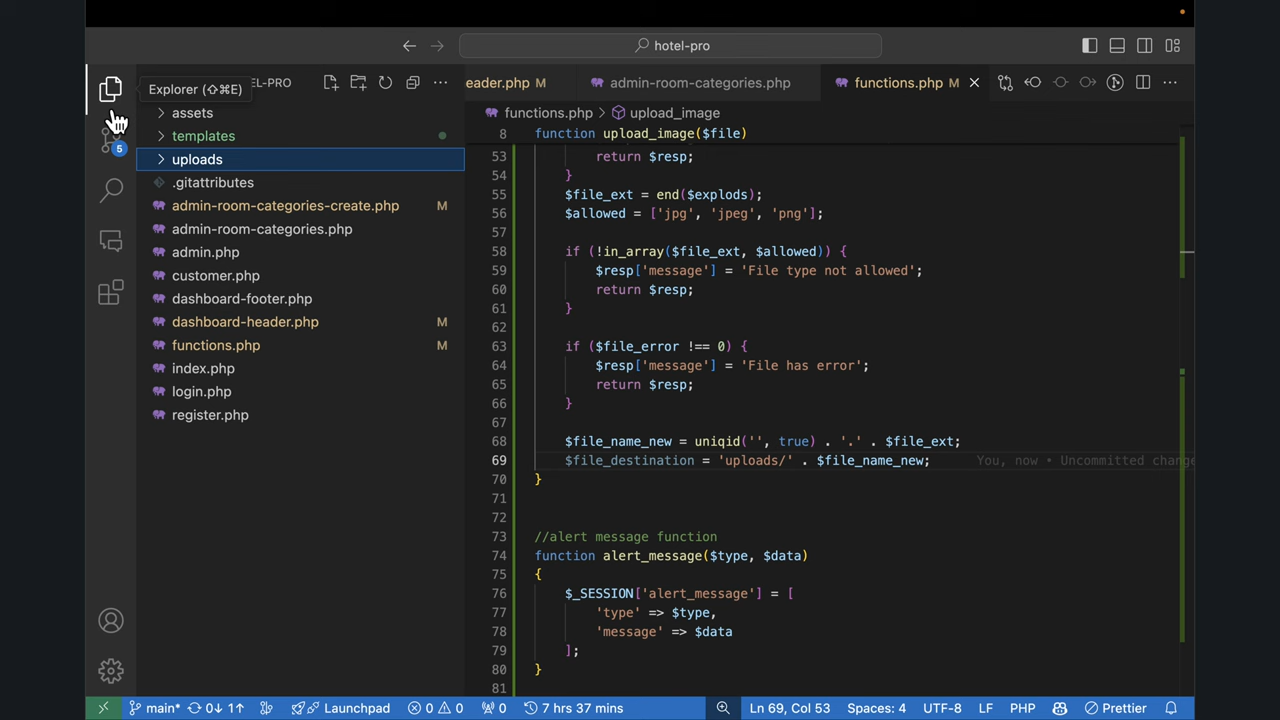 hotel-pro
EL-PRO
Explorer (⇧⌘E)
assets
templates
uploads
.gitattributes
admin-room-categories-create.php M
admin-room-categories.php
admin.php
customer.php
dashboard-footer.php
dashboard-header.php M
functions.php M
index.php
login.php
register.php
5
eader.php M
admin-room-categories.php
functions.php M
functions.php > upload_image
8 function upload_image($file)
53 return $resp;
54 }
55 $file_ext = end($explods);
56 $allowed = ['jpg', 'jpeg', 'png'];
57
58 if (!in_array($file_ext, $allowed)) {
59 $resp['message'] = 'File type not allowed';
60 return $resp;
61 }
62
63 if ($file_error !== 0) {
64 $resp['message'] = 'File has error';
65 return $resp;
66 }
67
68 $file_name_new = uniqid('', true) . '.' . $file_ext;
69 $file_destination = 'uploads/' . $file_name_new; You, now • Uncommitted change
70 }
71
72
73 //alert message function
74 function alert_message($type, $data)
75 {
76 $_SESSION['alert_message'] = [
77 'type' => $type,
78 'message' => $data
79 ];
80 }
81
main* 0↓ 1↑ Launchpad 0 0 0 7 hrs 37 mins Ln 69, Col 53 Spaces: 4 UTF-8 LF PHP Prettier